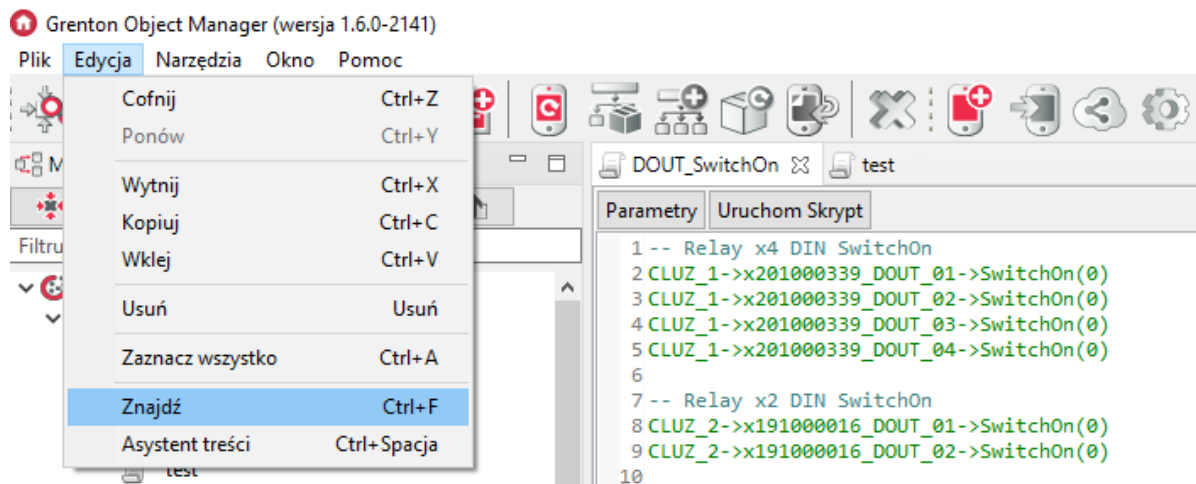 Grenton Object Manager (wersja 1.6.0-2141)
Plik Edycja Narzędzia Okno Pomoc
Cofnij Ctrl+Z
Ponów Ctrl+Y
Wytnij Ctrl+X
Kopiuj Ctrl+C
Wklej Ctrl+V
Usuń Usuń
Zaznacz wszystko Ctrl+A
Znajdź Ctrl+F
Asystent treści Ctrl+Spacja
M
Filtru
test
DOUT_SwitchOn test
Parametry Uruchom Skrypt
1 -- Relay x4 DIN SwitchOn
2 CLUZ_1->x201000339_DOUT_01->SwitchOn(0)
3 CLUZ_1->x201000339_DOUT_02->SwitchOn(0)
4 CLUZ_1->x201000339_DOUT_03->SwitchOn(0)
5 CLUZ_1->x201000339_DOUT_04->SwitchOn(0)
6
7 -- Relay x2 DIN SwitchOn
8 CLUZ_2->x191000016_DOUT_01->SwitchOn(0)
9 CLUZ_2->x191000016_DOUT_02->SwitchOn(0)
10